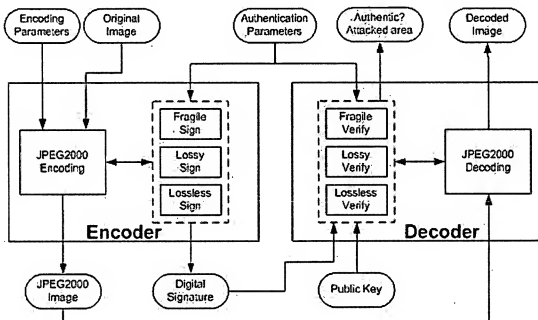 Encoding
Parameters
Original
Image
Authentication
Parameters
Authentic?
Attacked area
Decoded
Image
JPEG2000
Encoding
Fragile
Sign
Lossy
Sign
Lossless
Sign
Encoder
Fragile
Verify
Lossy
Verify
Lossless
Verify
JPEG2000
Decoding
Decoder
JPEG2000
Image
Digital
Signature
Public Key